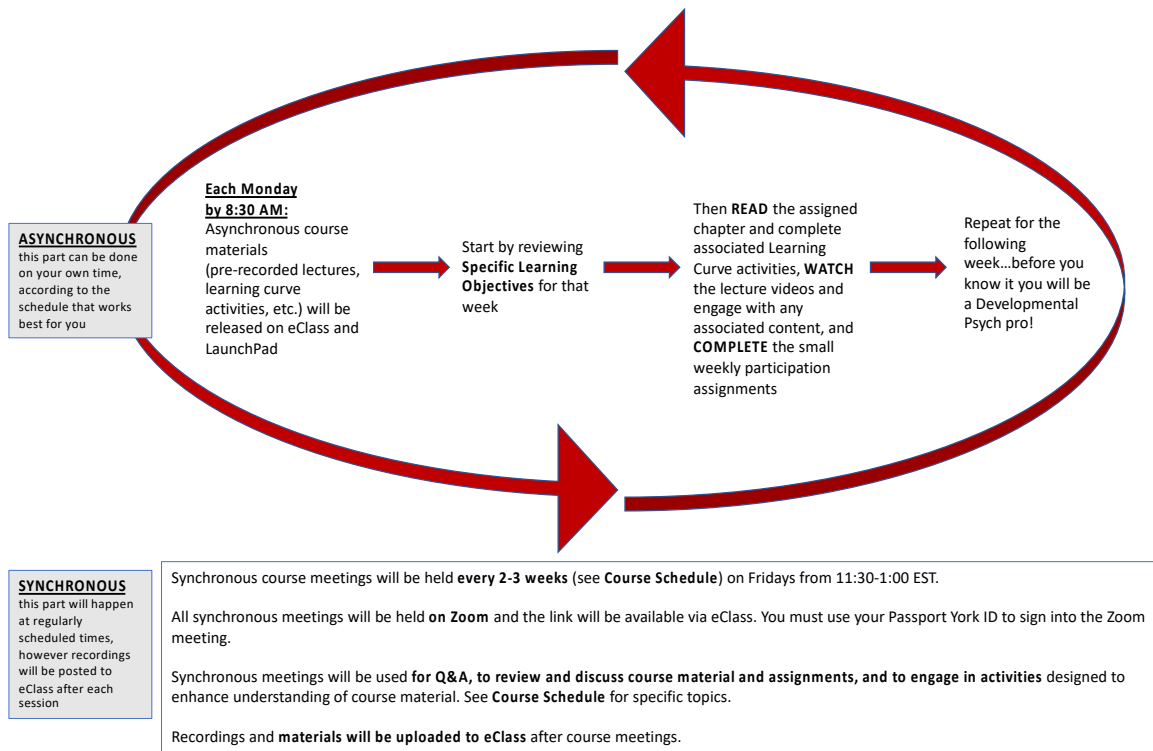 ASYNCHRONOUS
this part can be done
on your own time,
according to the
schedule that works
best for you
Each Monday
by 8:30 AM:
Asynchronous course
materials
(pre-recorded lectures,
learning curve
activities, etc.) will be
released on eClass and
LaunchPad
Start by reviewing
Specific Learning
Objectives for that
week
Then READ the assigned
chapter and complete
associated Learning
Curve activities, WATCH
the lecture videos and
engage with any
associated content, and
COMPLETE the small
weekly participation
assignments
Repeat for the
following
week...before you
know it you will be
a Developmental
Psych pro!
SYNCHRONOUS
this part will happen
at regularly
scheduled times,
however recordings
will be posted to
eClass after each
session
Synchronous course meetings will be held every 2-3 weeks (see Course Schedule) on Fridays from 11:30-1:00 EST.
All synchronous meetings will be held on Zoom and the link will be available via eClass. You must use your Passport York ID to sign into the Zoom
meeting.
Synchronous meetings will be used for Q&A, to review and discuss course material and assignments, and to engage in activities designed to
enhance understanding of course material. See Course Schedule for specific topics.
Recordings and materials will be uploaded to eClass after course meetings.